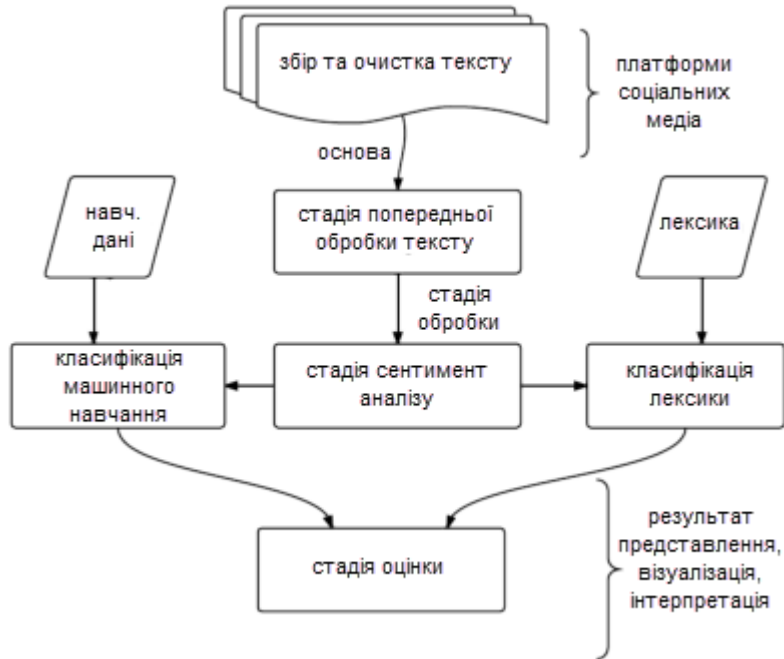 збір та очистка тексту
платформи
соціальних
медіа
основа
навч.
дані
стадія попередньої
обробки тексту
лексика
стадія
обробки
класифікація
машинного
навчання
стадія сентимент
аналізу
класифікація
лексики
стадія оцінки
результат
представлення,
візуалізація,
інтерпретація